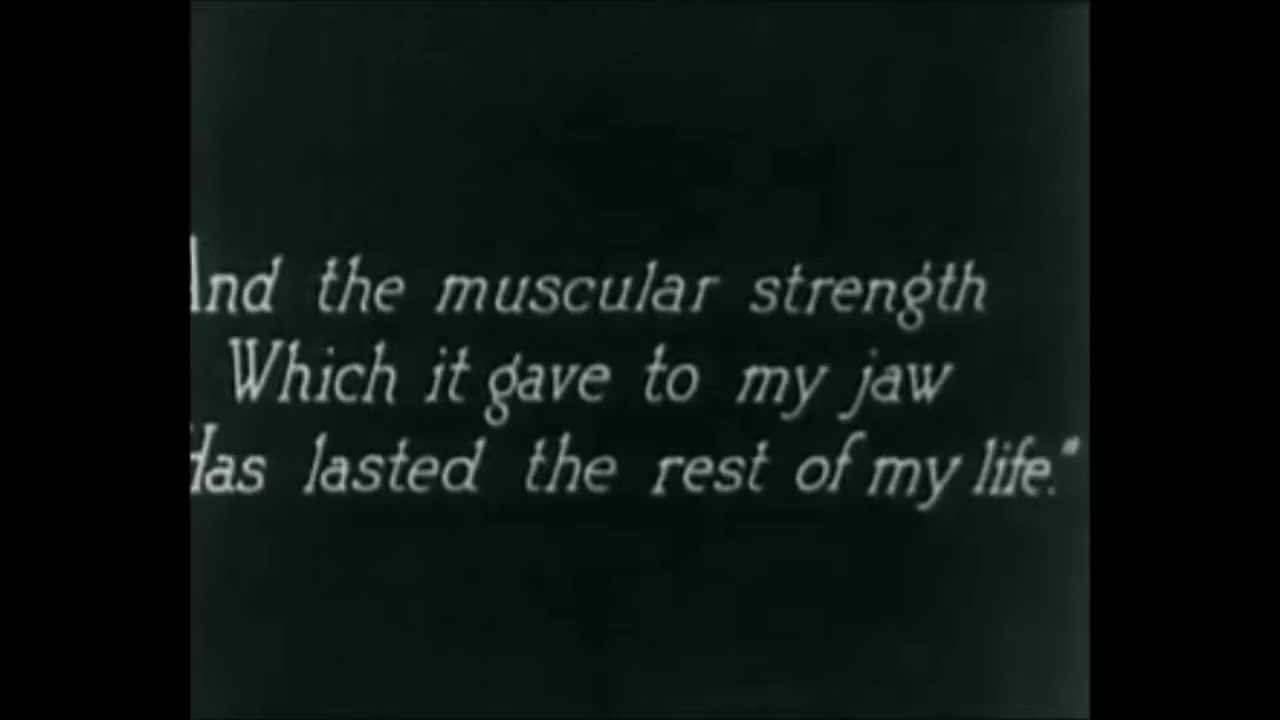 And the muscular strength
Which it gave to my jaw
Has lasted the rest of my life."